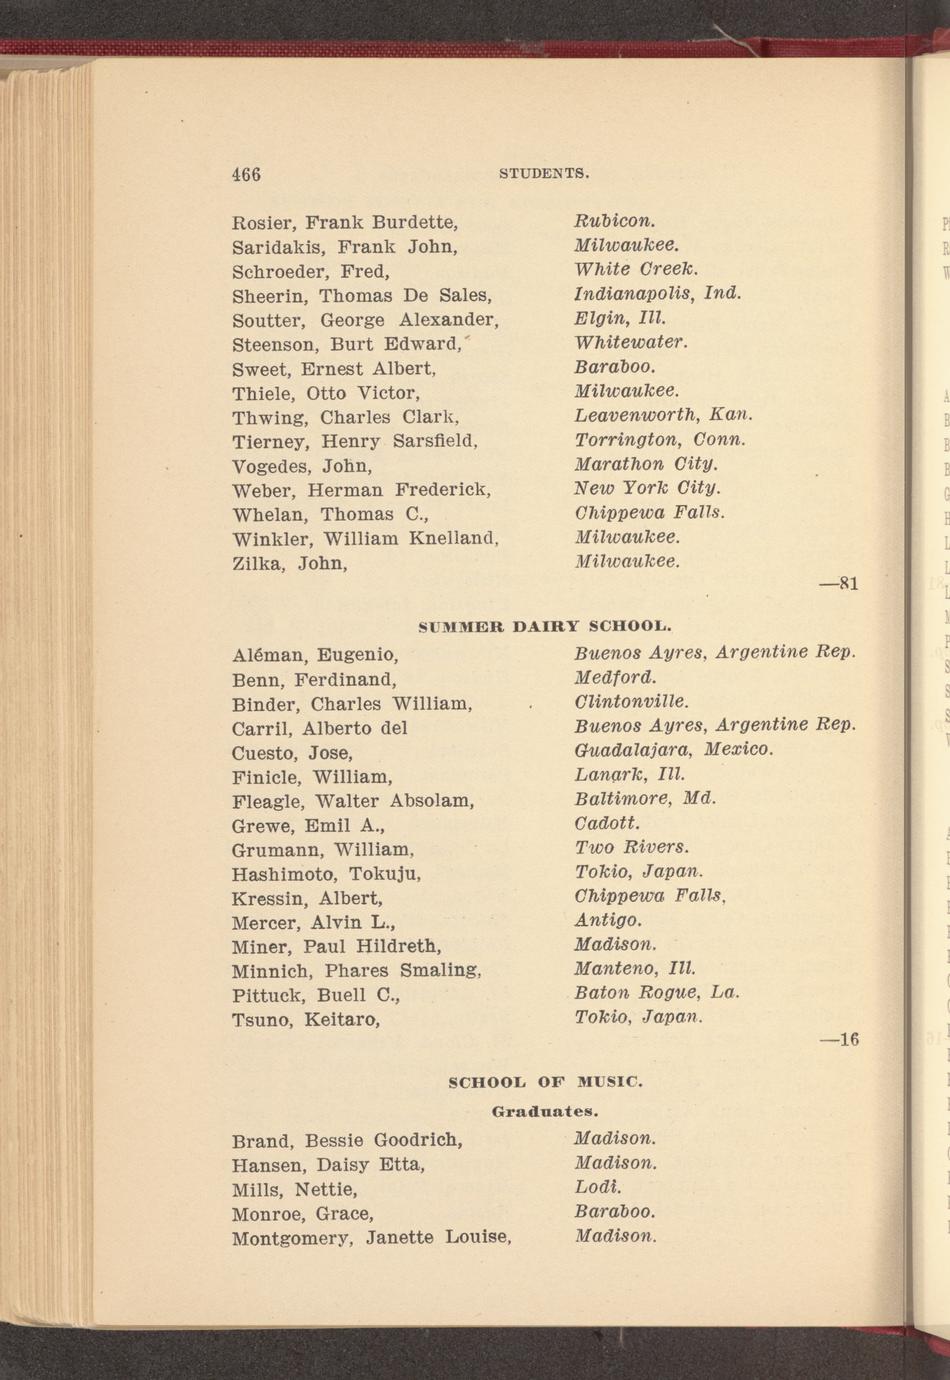 466 STUDENTS.
Rosier, Frank Burdette, Rubicon.
Saridakis, Frank John, Milwaukee.
Schroeder, Fred, White Creek.
Sheerin, Thomas De Sales, Indianapolis, Ind.
Soutter, George Alexander, Elgin, Ill.
Steenson, Burt Edward, Whitewater.
Sweet, Ernest Albert, Baraboo.
Thiele, Otto Victor, Milwaukee.
Thwing, Charles Clark, Leavenworth, Kan.
Tierney, Henry Sarsfield, Torrington, Conn.
Vogedes, John, Marathon City.
Weber, Herman Frederick, New York City.
Whelan, Thomas C., Chippewa Falls.
Winkler, William Knelland, Milwaukee.
Zilka, John, Milwaukee.
—81
SUMMER DAIRY SCHOOL.
Aléman, Eugenio, Buenos Ayres, Argentine Rep.
Benn, Ferdinand, Medford.
Binder, Charles William, Clintonville.
Carril, Alberto del Buenos Ayres, Argentine Rep.
Cuesto, Jose, Guadalajara, Mexico.
Finicle, William, Lanark, Ill.
Fleagle, Walter Absolam, Baltimore, Md.
Grewe, Emil A., Cadott.
Grumann, William, Two Rivers.
Hashimoto, Tokuju, Tokio, Japan.
Kressin, Albert, Chippewa Falls,
Mercer, Alvin L., Antigo.
Miner, Paul Hildreth, Madison.
Minnich, Phares Smaling, Manteno, Ill.
Pittuck, Buell C., Baton Rogue, La.
Tsuno, Keitaro, Tokio, Japan.
—16
SCHOOL OF MUSIC.
Graduates.
Brand, Bessie Goodrich, Madison.
Hansen, Daisy Etta, Madison.
Mills, Nettie, Lodi.
Monroe, Grace, Baraboo.
Montgomery, Janette Louise, Madison.